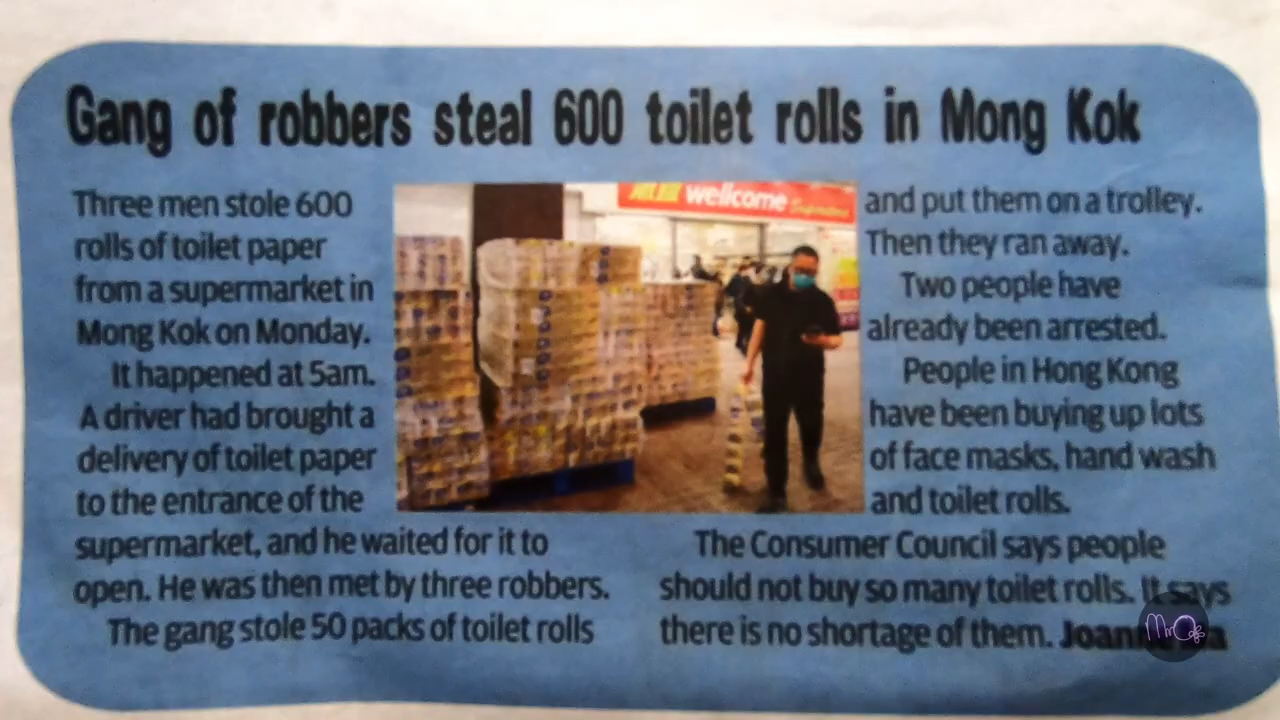 Gang of robbers steal 600 toilet rolls in Mong Kok
Three men stole 600
rolls of toilet paper
from a supermarket in
Mong Kok on Monday.
It happened at 5am.
A driver had brought a
delivery of toilet paper
to the entrance of the
supermarket, and he waited for it to
open. He was then met by three robbers.
The gang stole 50 packs of toilet rolls
wellcome
and put them on a trolley.
Then they ran away.
Two people have
already been arrested.
People in Hong Kong
have been buying up lots
of face masks, hand wash
and toilet rolls.
The Consumer Council says people
should not buy so many toilet rolls. It says
there is no shortage of them.